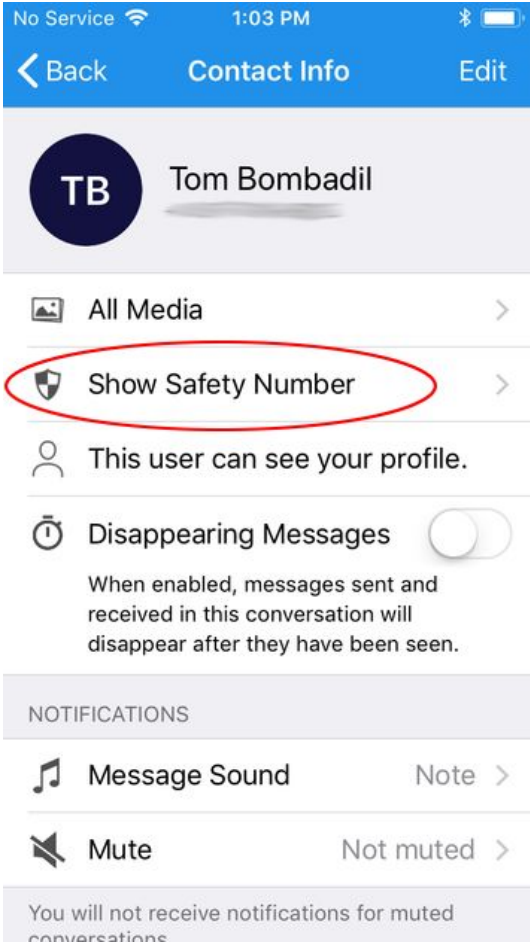 No Service 1:03 PM
Back Contact Info Edit
TB Tom Bombadil
All Media
Show Safety Number
This user can see your profile.
Disappearing Messages
When enabled, messages sent and
received in this conversation will
disappear after they have been seen.
NOTIFICATIONS
Message Sound Note
Mute Not muted
You will not receive notifications for muted
conversations